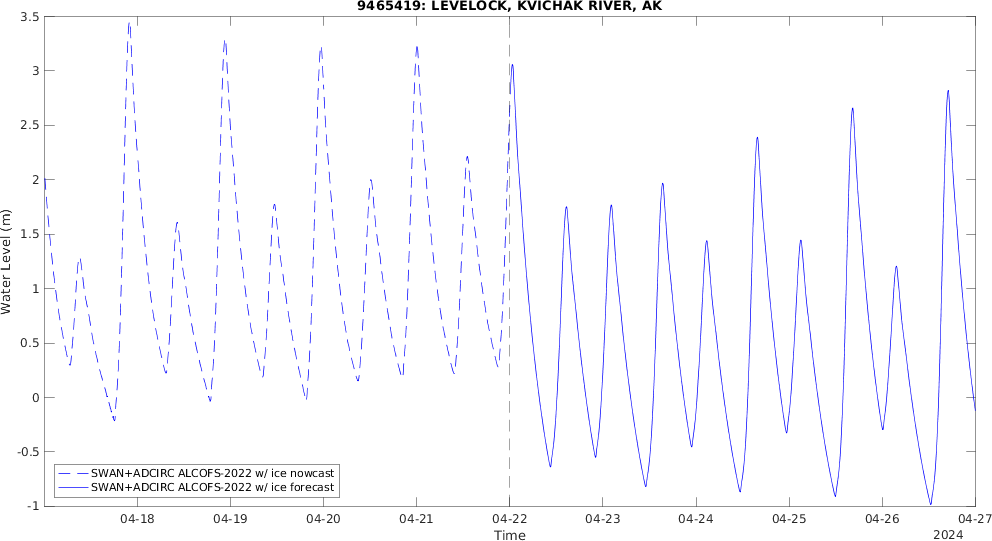 9465419: LEVELOCK, KVICHAK RIVER, AK
3.5
3
2.5
2
1.5
1
0.5
0
-0.5
-1
Water Level (m)
SWAN+ADCIRC ALCOFS-2022 w/ ice nowcast
SWAN+ADCIRC ALCOFS-2022 w/ ice forecast
04-18 04-19 04-20 04-21 04-22 04-23 04-24 04-25 04-26 04-27
Time
2024